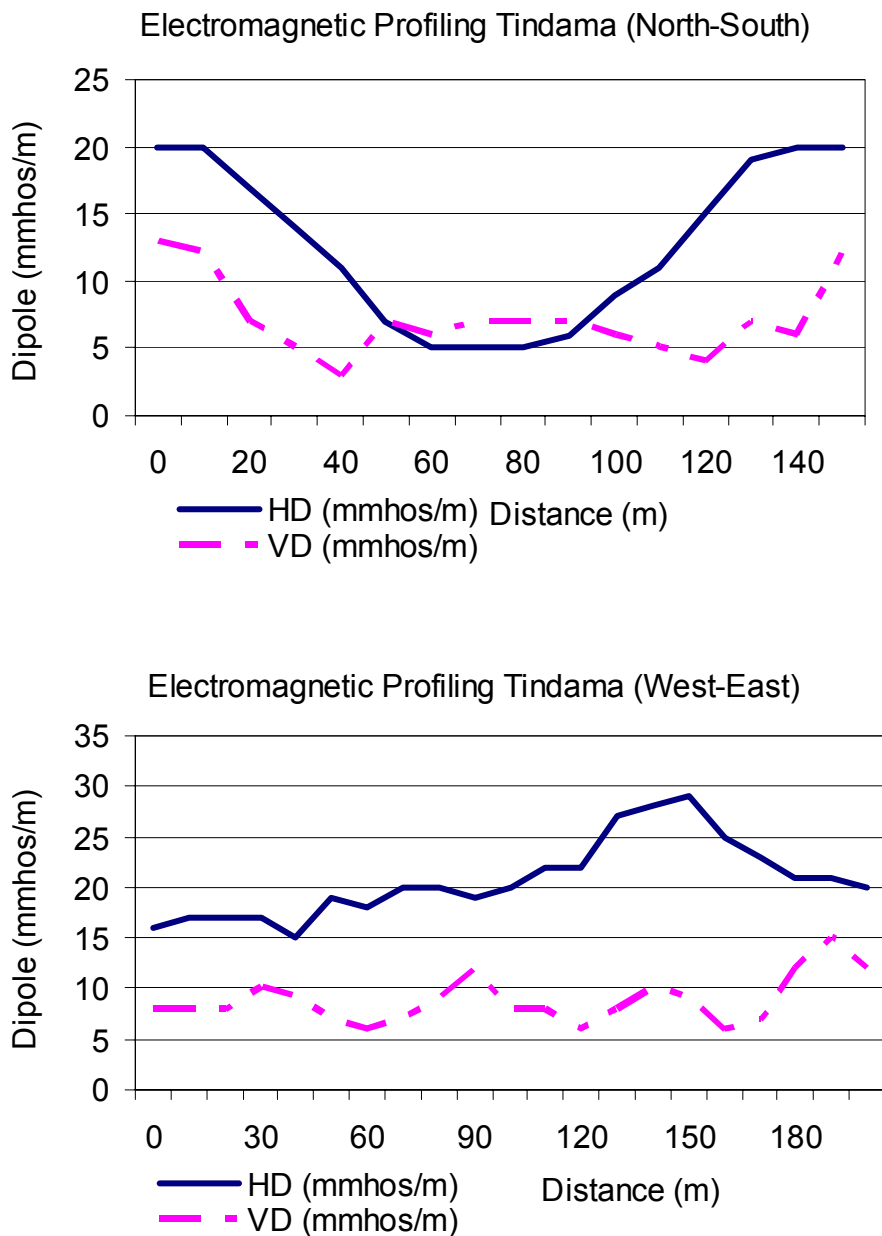 Electromagnetic Profiling Tindama (North-South)
25
20
15
10
5
0
Dipole (mmhos/m)
0 20 40 60 80 100 120 140
HD (mmhos/m) Distance (m)
VD (mmhos/m)
Electromagnetic Profiling Tindama (West-East)
35
30
25
20
15
10
5
0
Dipole (mmhos/m)
0 30 60 90 120 150 180
HD (mmhos/m) Distance (m)
VD (mmhos/m)